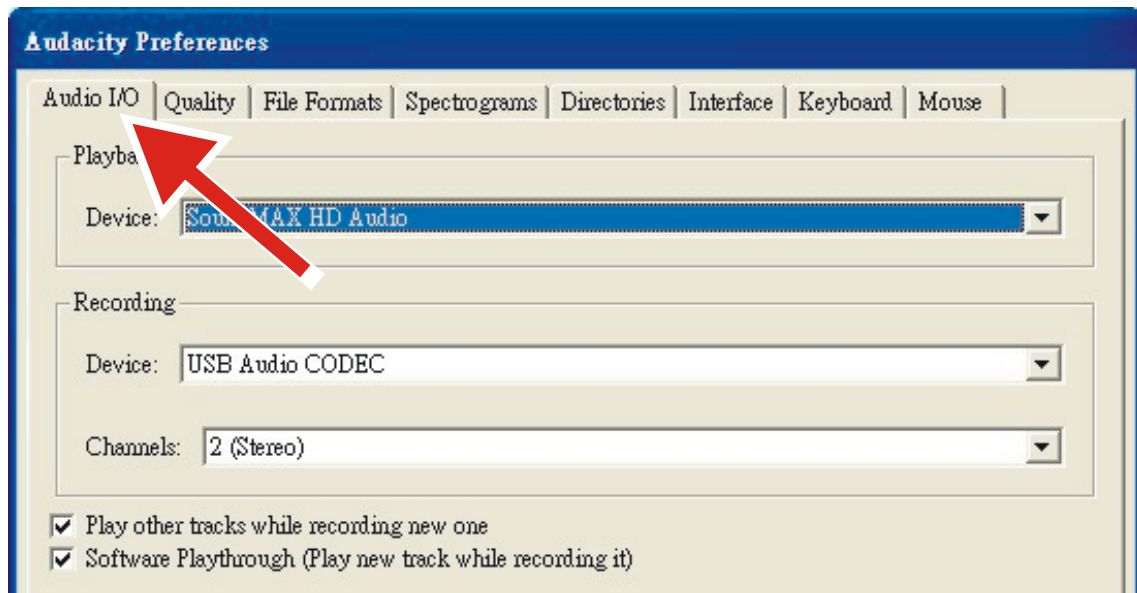 Audacity Preferences
Audio I/O Quality File Formats Spectrograms Directories Interface Keyboard Mouse
Device: MAX HD Audio
Recording
Device: USB Audio CODEC
Channels: 2 (Stereo)
Play other tracks while recording new one
Software Playthrough (Play new track while recording it)